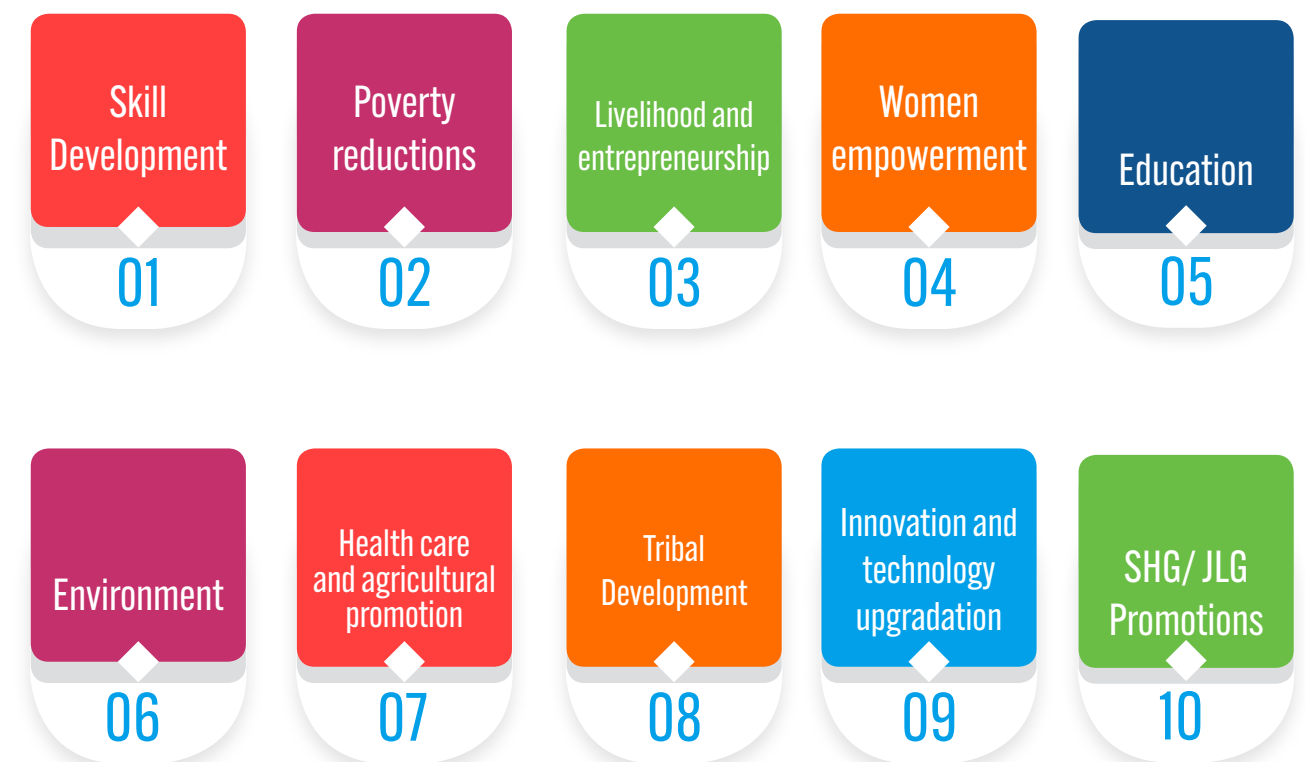 Skill
Development
01
Poverty
reductions
02
Livelihood and
entrepreneurship
03
Women
empowerment
04
Education
05
Environment
06
Health care
and agricultural
promotion
07
Tribal
Development
08
Innovation and
technology
upgradation
09
SHG/ JLG
Promotions
10